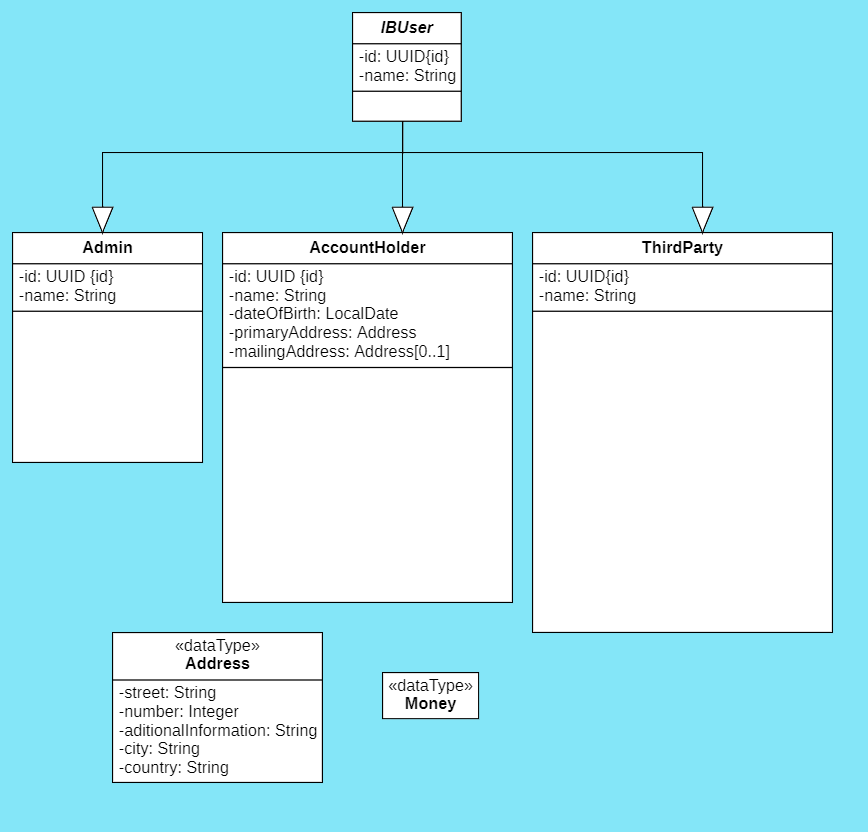 IBUser
-id: UUID{id}
-name: String
Admin
-id: UUID {id}
-name: String
AccountHolder
-id: UUID {id}
-name: String
-dateOfBirth: LocalDate
-primaryAddress: Address
-mailingAddress: Address[0..1]
ThirdParty
-id: UUID{id}
-name: String
«dataType»
Address
-street: String
-number: Integer
-aditionalInformation: String
-city: String
-country: String
«dataType»
Money